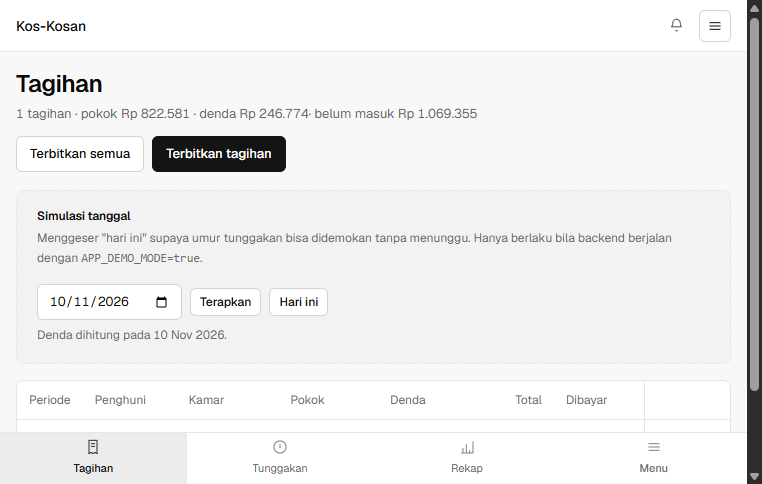 Kos-Kosan
Tagihan
1 tagihan · pokok Rp 822.581 · denda Rp 246.774· belum masuk Rp 1.069.355
Terbitkan semua
Terbitkan tagihan
Simulasi tanggal
Menggeser "hari ini" supaya umur tunggakan bisa didemokan tanpa menunggu. Hanya berlaku bila backend berjalan
dengan APP_DEMO_MODE=true.
10/11/2026
Terapkan
Hari ini
Denda dihitung pada 10 Nov 2026.
Periode Penghuni Kamar Pokok Denda Total Dibayar
Tagihan
Tunggakan
Rekap
Menu